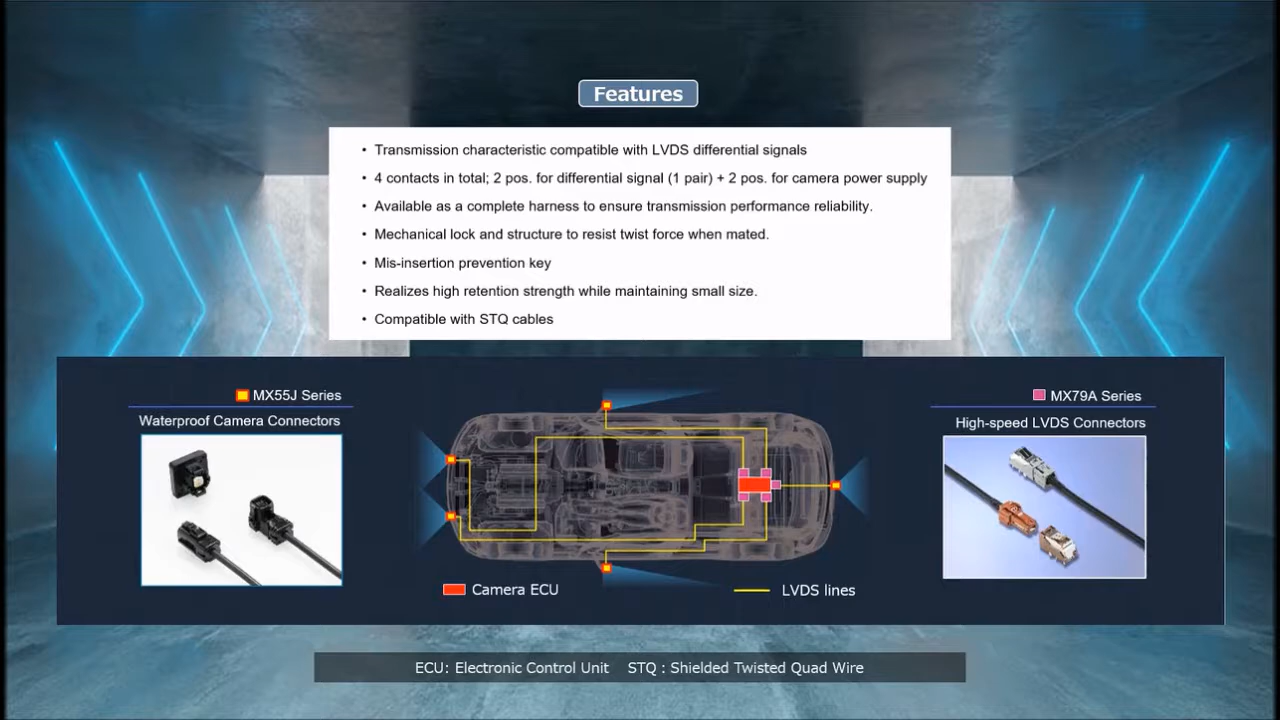 Features
• Transmission characteristic compatible with LVDS differential signals
• 4 contacts in total; 2 pos. for differential signal (1 pair) + 2 pos. for camera power supply
• Available as a complete harness to ensure transmission performance reliability.
• Mechanical lock and structure to resist twist force when mated.
• Mis-insertion prevention key
• Realizes high retention strength while maintaining small size.
• Compatible with STQ cables
MX55J Series
Waterproof Camera Connectors
MX79A Series
High-speed LVDS Connectors
Camera ECU
LVDS lines
ECU: Electronic Control Unit STQ : Shielded Twisted Quad Wire